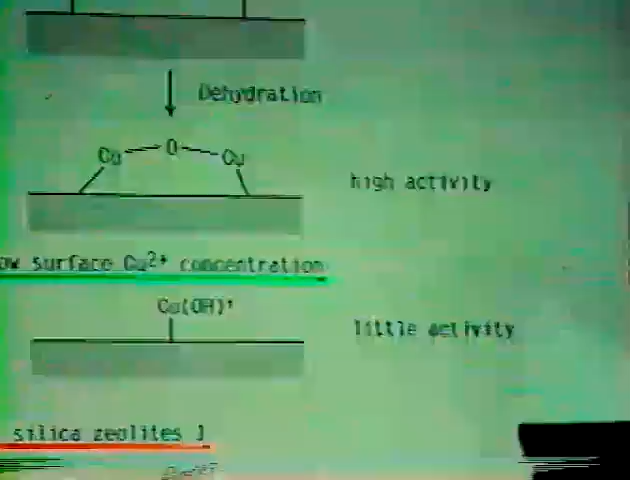 Dehydration
Cu O Cu
high activity
ow surface Cu²⁺ concentration
Cu(OH)⁺
little activity
silica zeolites ]